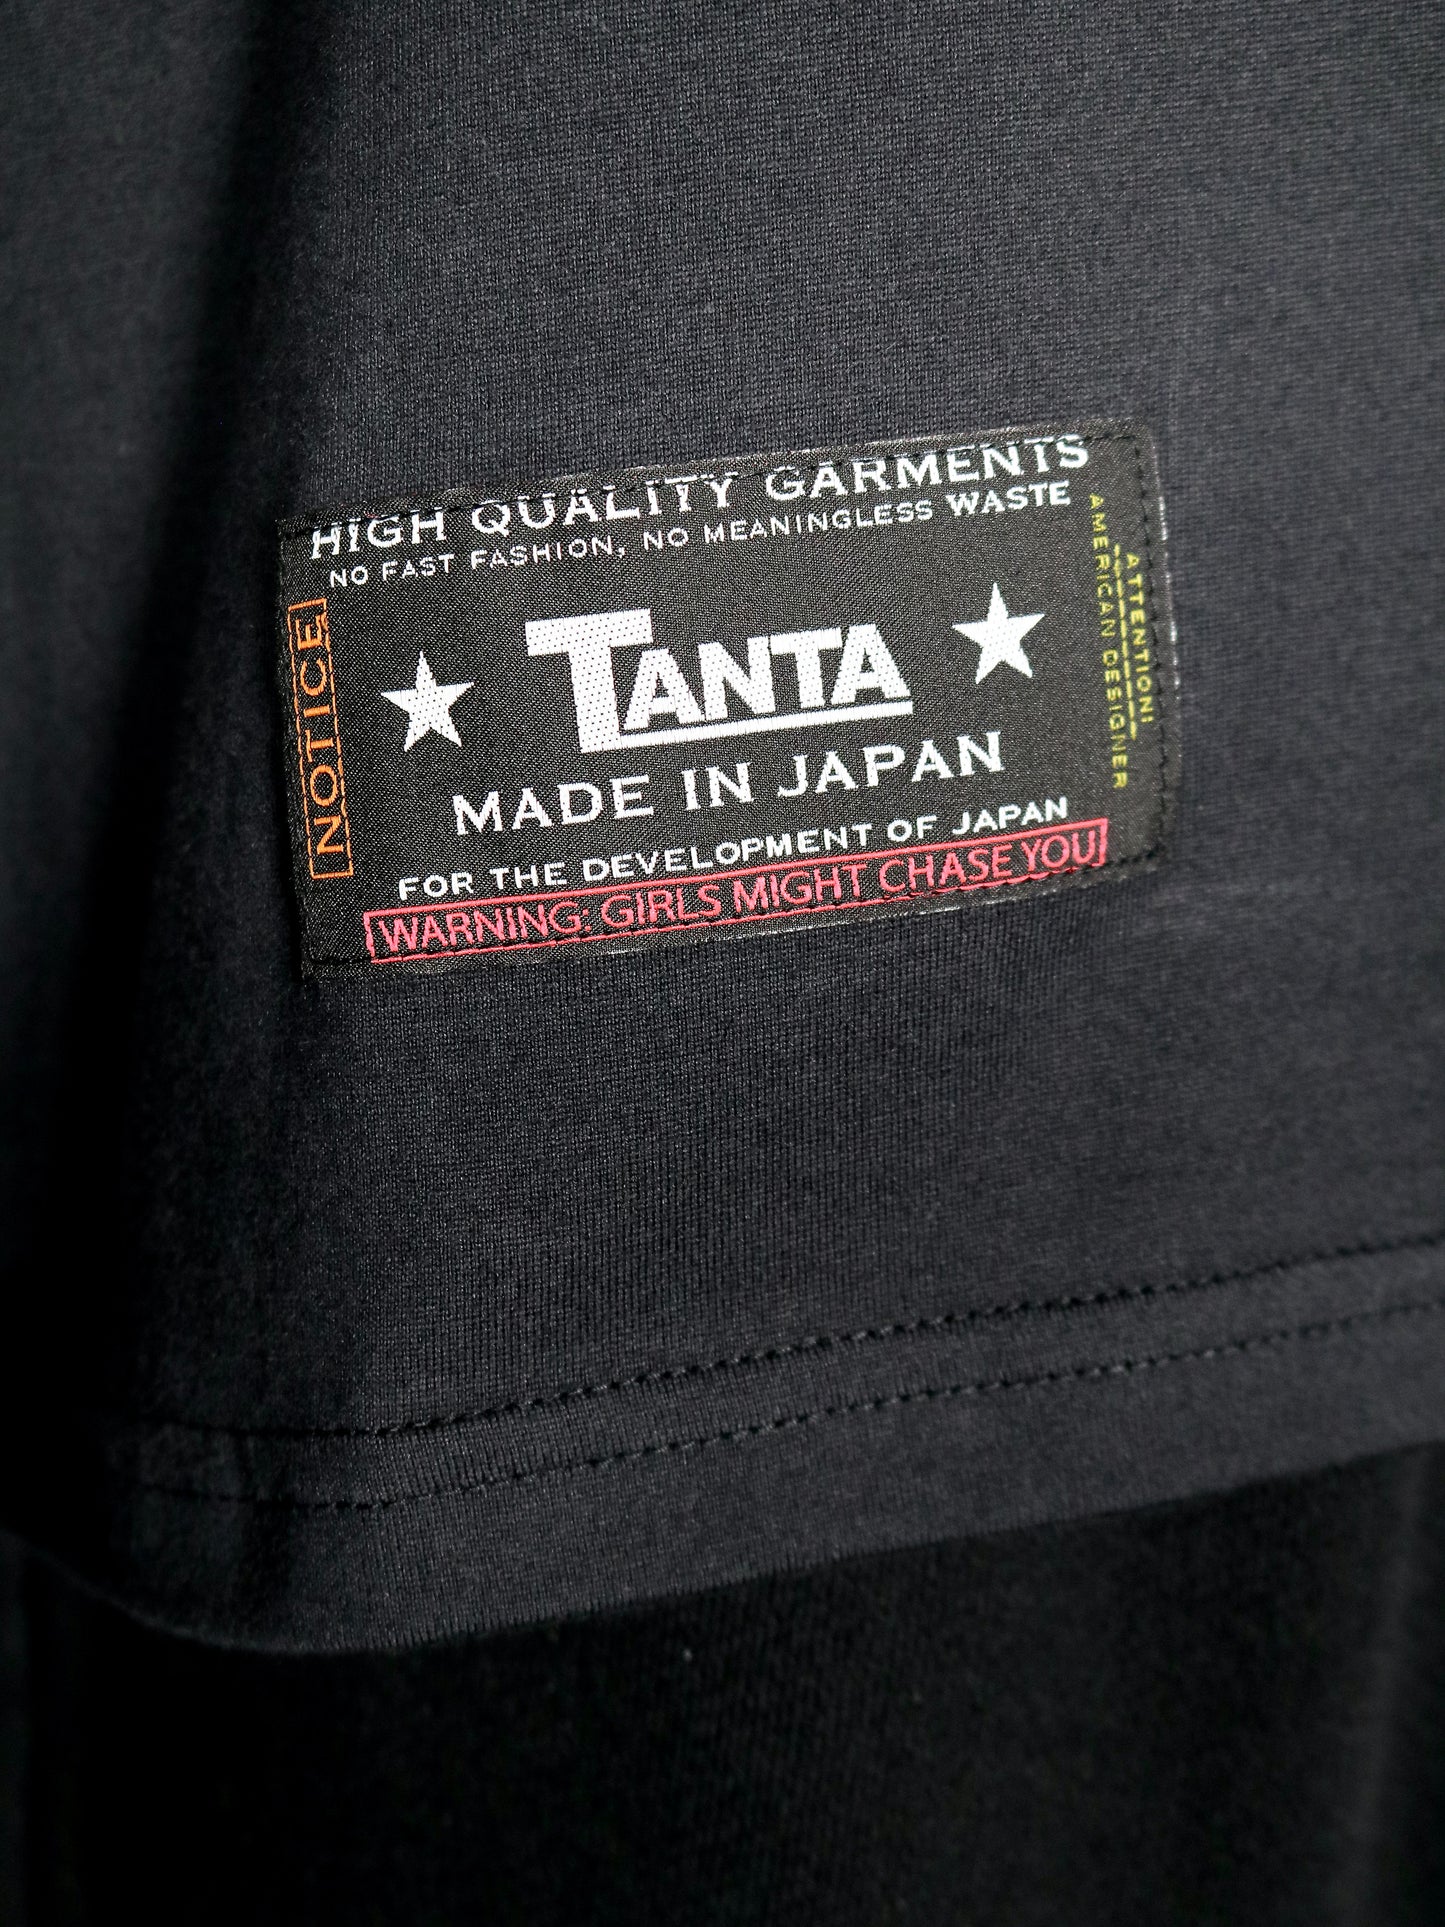 HIGH QUALITY GARMENTS
NO FAST FASHION, NO MEANINGLESS WASTE
NOTICE
TANTA
MADE IN JAPAN
FOR THE DEVELOPMENT OF JAPAN
WARNING: GIRLS MIGHT CHASE YOU
ATTENTION!
AMERICAN DESIGNER